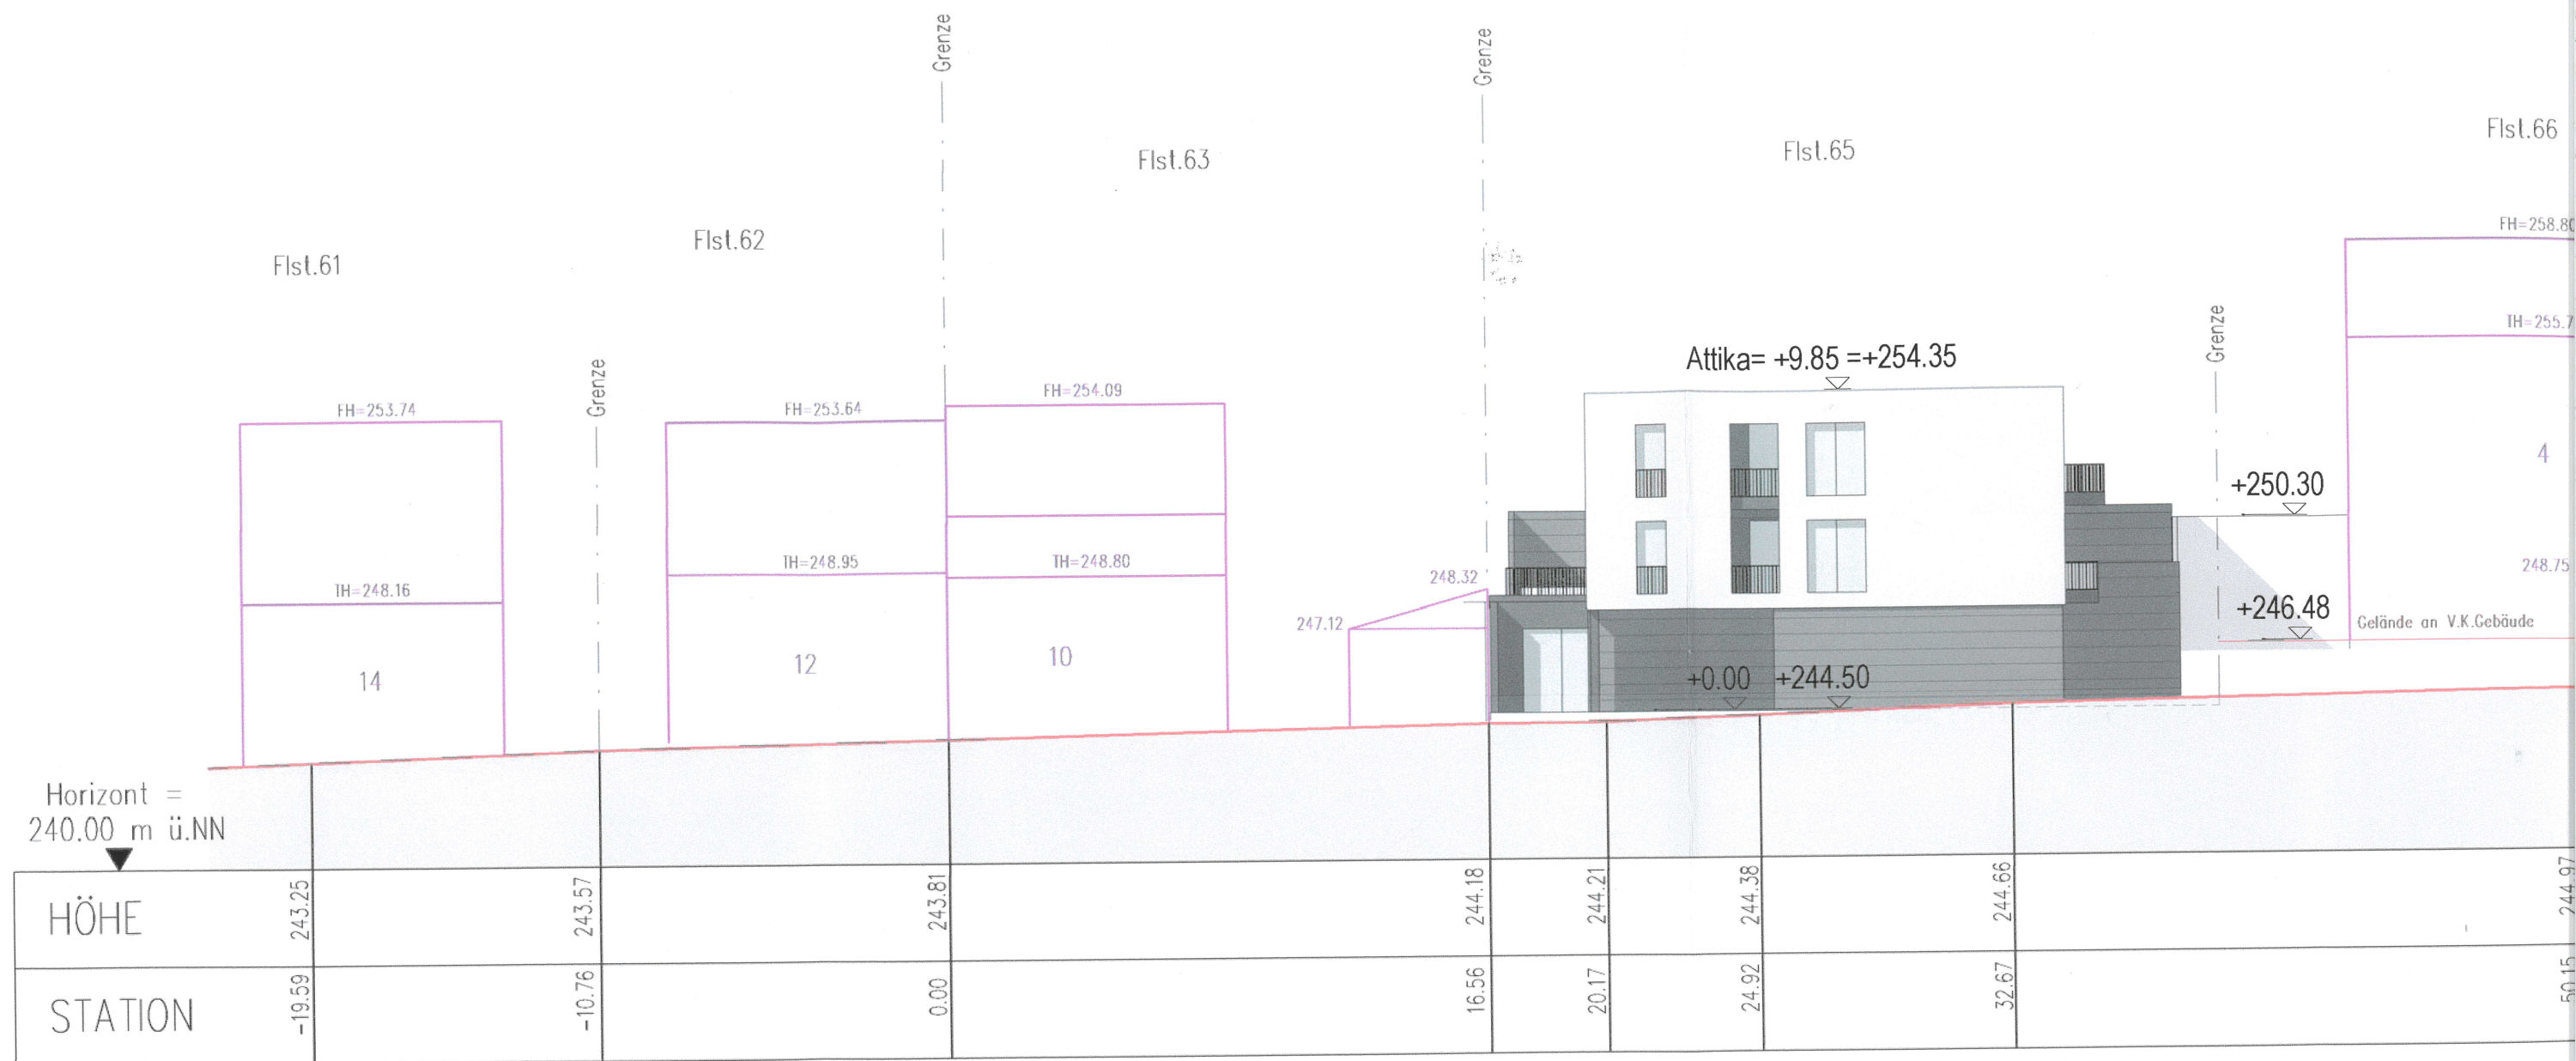 Grenze
Grenze
Flst.66
Flst.65
Flst.63
Flst.62
Flst.61
FH=258.80
TH=255.7
Grenze
Grenze
Attika= +9.85 =+254.35
FH=253.74
FH=253.64
FH=254.09
4
+250.30
TH=248.16
TH=248.95
TH=248.80
248.32
247.12
248.75
+246.48
Gelände an V.K.Gebäude
14
12
10
+0.00 +244.50
Horizont =
240.00 m ü.NN
HÖHE
243.25
243.57
243.81
244.18
244.21
244.38
244.66
244.97
STATION
-19.59
-10.76
0.00
16.56
20.17
24.92
32.67
50.15